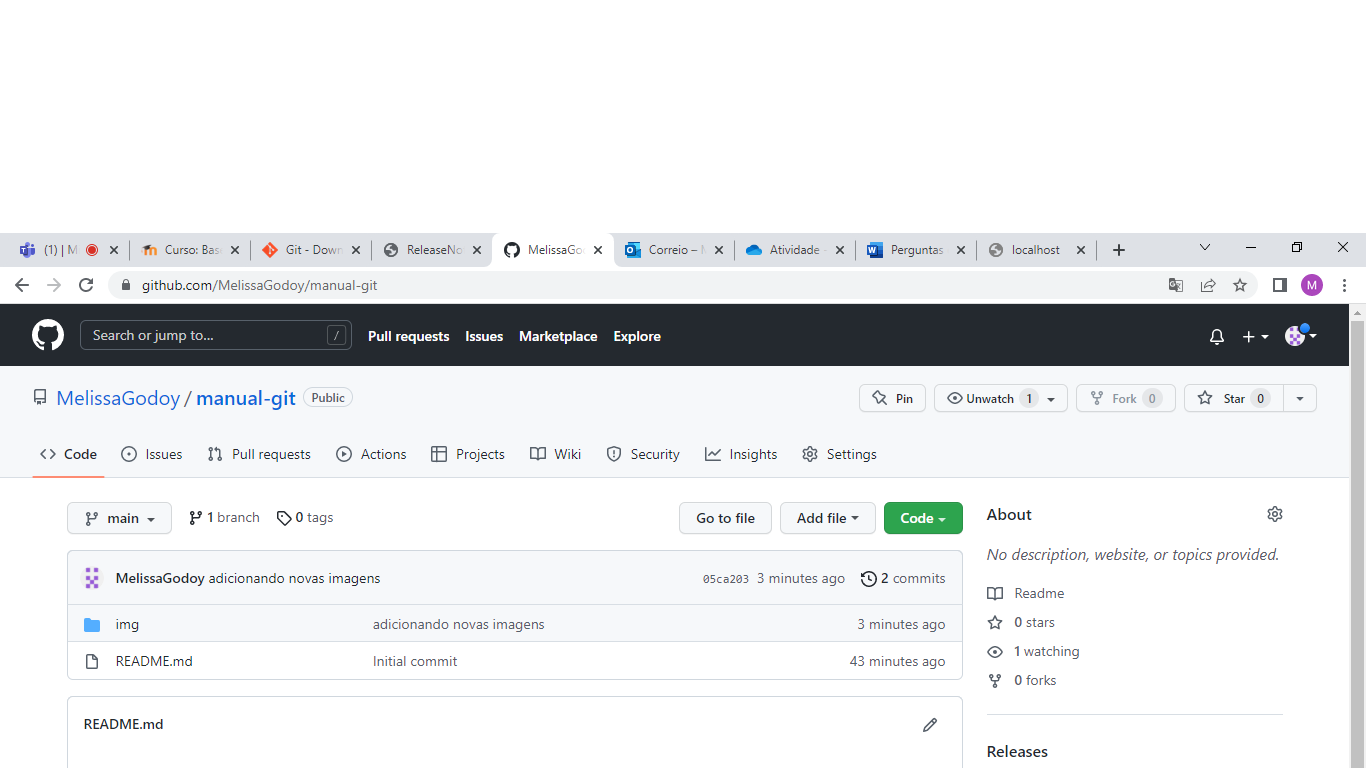 (1) | M
Curso: Bas
Git - Down
ReleaseNo
MelissaGo
Correio – M
Atividade -
Perguntas
localhost
github.com/MelissaGodoy/manual-git
M
Search or jump to... /
Pull requests Issues Marketplace Explore
MelissaGodoy / manual-git Public
Pin Unwatch 1 Fork 0 Star 0
Code Issues Pull requests Actions Projects Wiki Security Insights Settings
main 1 branch 0 tags Go to file Add file Code
MelissaGodoy adicionando novas imagens 05ca203 3 minutes ago 2 commits
img adicionando novas imagens 3 minutes ago
README.md Initial commit 43 minutes ago
README.md
About
No description, website, or topics provided.
Readme
0 stars
1 watching
0 forks
Releases